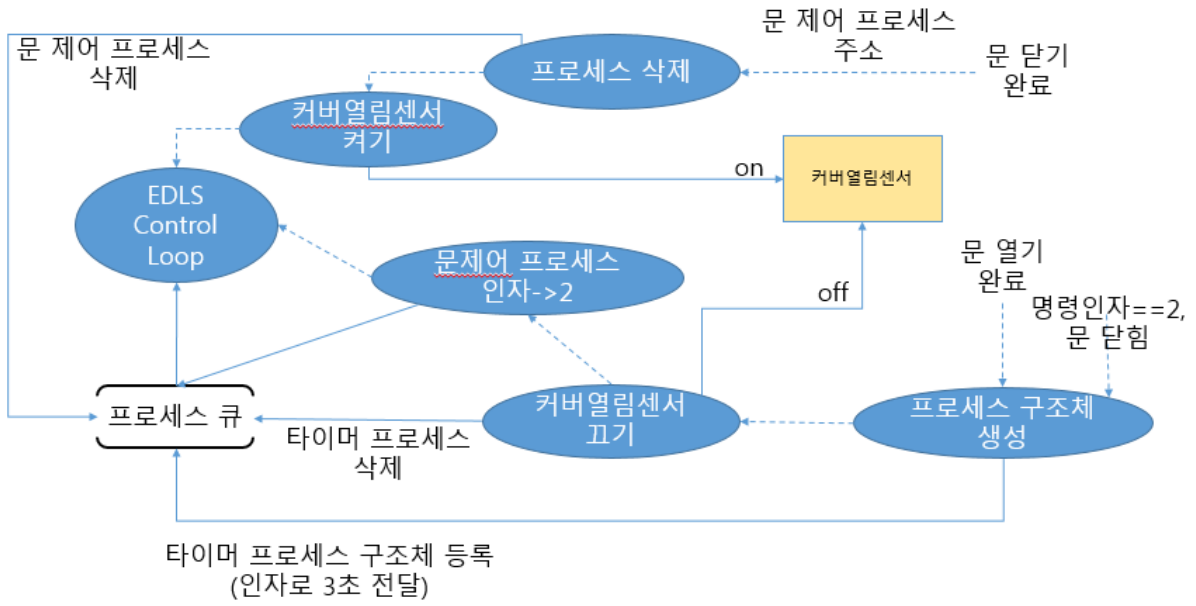 문 제어 프로세스
주소
문 제어 프로세스
삭제
프로세스 삭제
문 닫기
완료
커버열림센서
켜기
on
커버열림센서
EDLS
Control
Loop
문제어 프로세스
인자->2
문 열기
완료
off
명령인자==2,
문 닫힘
프로세스 큐
커버열림센서
끄기
프로세스 구조체
생성
타이머 프로세스
삭제
타이머 프로세스 구조체 등록
(인자로 3초 전달)